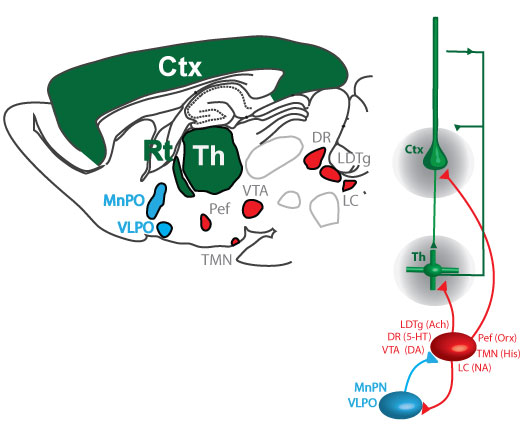 Ctx
Rt
Th
DR
LDTg
LC
VTA
MnPO
VLPO
Pef
TMN
Ctx
Th
LDTg (Ach)
DR (5-HT)
VTA (DA)
Pef (Orx)
TMN (His)
LC (NA)
MnPN
VLPO